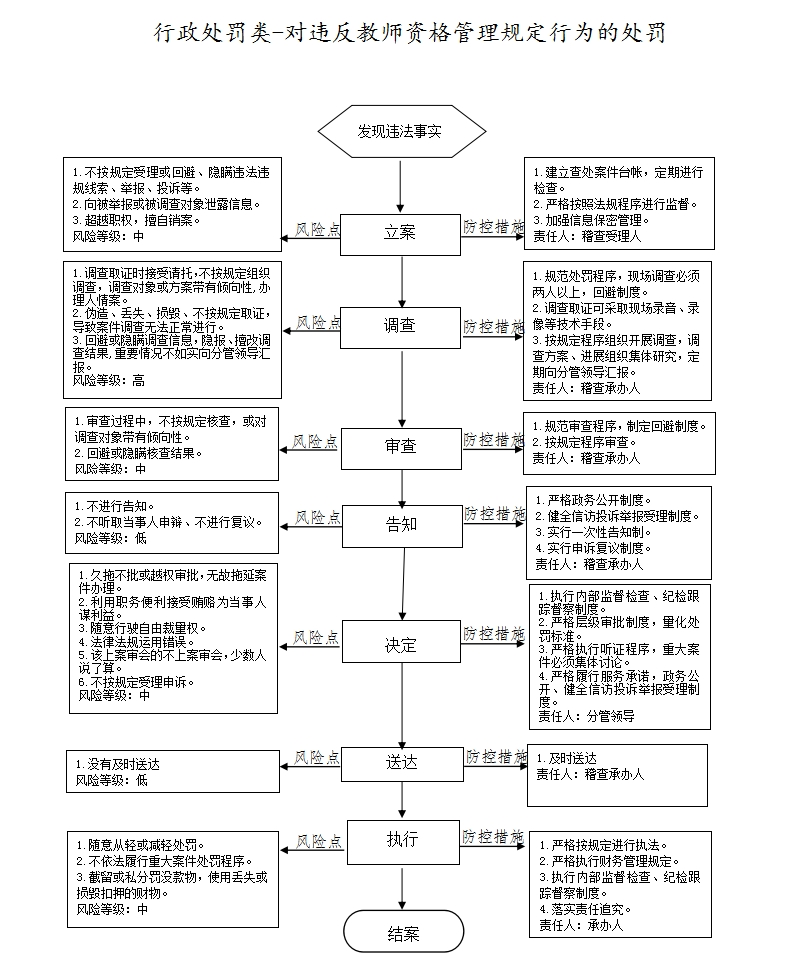 行政处罚类-对违反教师资格管理规定行为的处罚
发现违法事实
1.不按规定受理或回避、隐瞒违法违
规线索、举报、投诉等。
2.向被举报或被调查对象泄露信息。
3.超越职权，擅自销案。
风险等级：中
风险点
立案
防控措施
1.建立查处案件台帐，定期进行
检查。
2.严格按照法规程序进行监督。
3.加强信息保密管理。
责任人：稽查受理人
1.调查取证时接受请托,不按规定组织
调查，调查对象或方案带有倾向性,办
理人情案。
2.伪造、丢失、损毁、不按规定取证，
导致案件调查无法正常进行。
3.回避或隐瞒调查信息，隐报、擅改调查
结果,重要情况不如实向分管领导汇
报。
风险等级：高
风险点
调查
防控措施
1.规范处罚程序，现场调查必须
两人以上，回避制度。
2.调查取证可采取现场录音、录
像等技术手段。
3.按规定程序组织开展调查，调
查方案、进展组织集体研究，定
期向分管领导汇报。
责任人：稽查承办人
1.审查过程中，不按规定核查，或对
调查对象带有倾向性。
2.回避或隐瞒核查结果。
风险等级：中
风险点
审查
防控措施
1.规范审查程序，制定回避制度。
2.按规定程序审查。
责任人：稽查承办人
1.不进行告知。
2.不听取当事人申辩、不进行复议。
风险等级：低
风险点
告知
防控措施
1.严格政务公开制度。
2.健全信访投诉举报受理制度。
3.实行一次性告知制。
4.实行申诉复议制度。
责任人：稽查承办人
1.久拖不批或越权审批，无故拖延案
件办理。
2.利用职务便利接受贿赂为当事人
谋利益。
3.随意行驶自由裁量权。
4.法律法规运用错误。
5.该上案审会的不上案审会，少数人
说了算。
6.不按规定受理申诉。
风险等级：中
风险点
决定
防控措施
1.执行内部监督检查、纪检跟
踪督察制度。
2.严格层级审批制度，量化处
罚标准。
3.严格执行听证程序，重大案
件必须集体讨论。
4.严格履行服务承诺，政务公
开、健全信访投诉举报受理制
度。
责任人：分管领导
1.没有及时送达
风险等级：低
风险点
送达
防控措施
1.及时送达
责任人：稽查承办人
1.随意从轻或减轻处罚。
2.不依法履行重大案件处罚程序。
3.截留或私分罚没款物，使用丢失或
损毁扣押的财物。
风险等级：中
风险点
执行
防控措施
1.严格按规定进行执法。
2.严格执行财务管理规定。
3.执行内部监督检查、纪检跟
踪督察制度。
4.落实责任追究。
责任人：承办人
结案